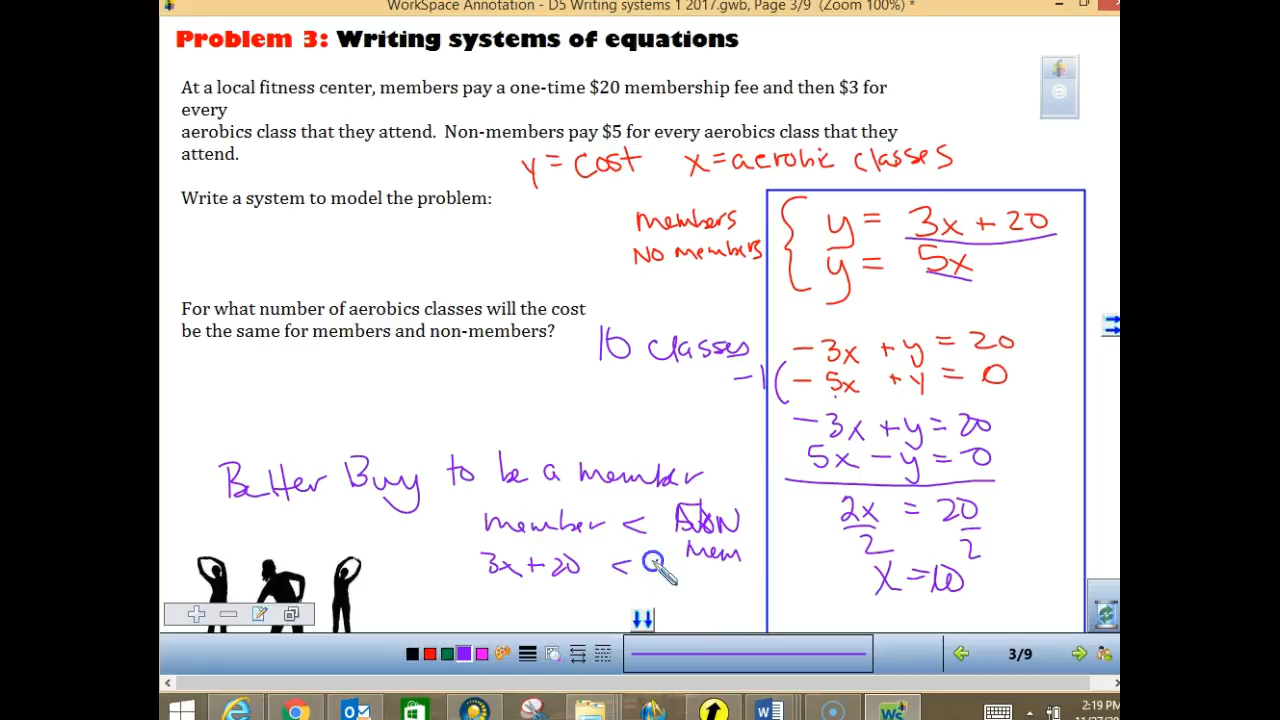 WorkSpace Annotation - D5 Writing systems 1 2017.gwb, Page 3/9 (Zoom 100%) *
Problem 3: Writing systems of equations
At a local fitness center, members pay a one-time $20 membership fee and then $3 for
every
aerobics class that they attend. Non-members pay $5 for every aerobics class that they
attend.
y = cost x = aerobic classes
Write a system to model the problem:
members y = 3x + 20
No members y = 5x
For what number of aerobics classes will the cost
be the same for members and non-members?
10 classes
-3x + y = 20
-1( -5x + y = 0
-3x + y = 20
5x - y = 0
2x = 20
2 2
x = 10
Better Buy to be a member
member < NON
Mem
3x + 20 <
3/9
2:19 PM